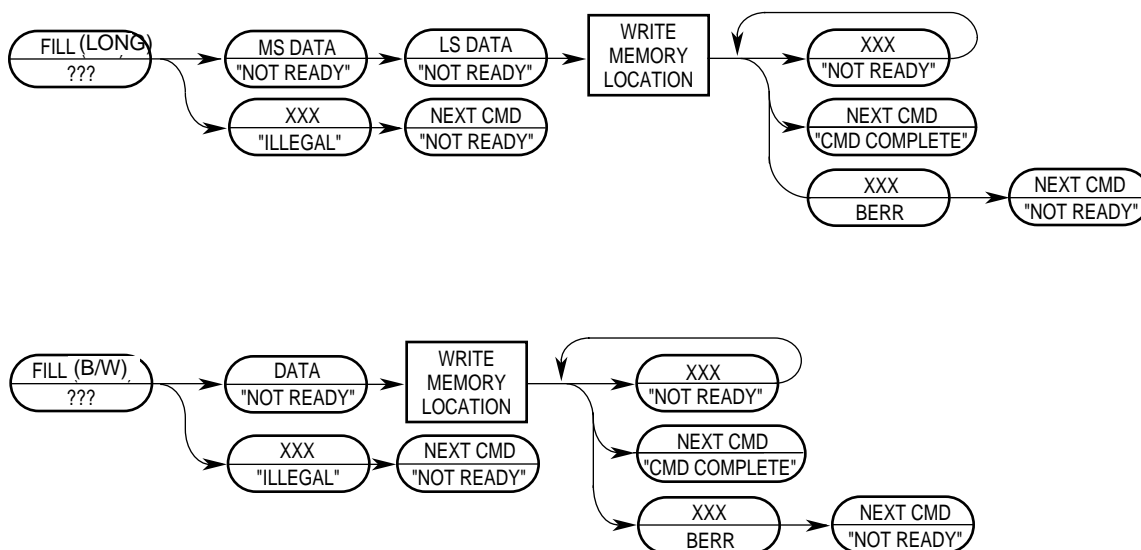 FILL (LONG)
???
MS DATA
"NOT READY"
LS DATA
"NOT READY"
WRITE
MEMORY
LOCATION
XXX
"NOT READY"
XXX
"ILLEGAL"
NEXT CMD
"NOT READY"
NEXT CMD
"CMD COMPLETE"
XXX
BERR
NEXT CMD
"NOT READY"
FILL (B/W)
???
DATA
"NOT READY"
WRITE
MEMORY
LOCATION
XXX
"NOT READY"
XXX
"ILLEGAL"
NEXT CMD
"NOT READY"
NEXT CMD
"CMD COMPLETE"
XXX
BERR
NEXT CMD
"NOT READY"